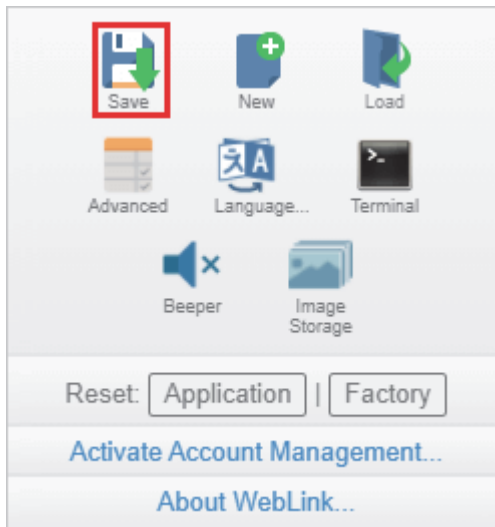 Save New Load
Advanced Language... Terminal
Beeper Image
Storage
Reset: Application | Factory
Activate Account Management...
About WebLink...